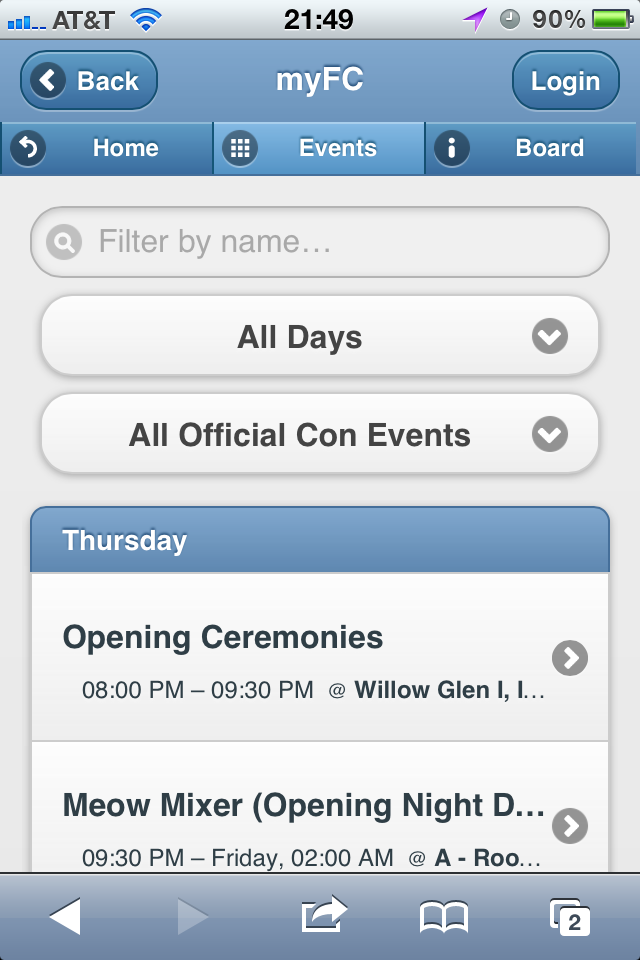 AT&T 21:49 90%
Back myFC Login
Home Events Board
Filter by name…
All Days
All Official Con Events
Thursday
Opening Ceremonies
08:00 PM – 09:30 PM @ Willow Glen I, I…
Meow Mixer (Opening Night D…
09:30 PM – Friday, 02:00 AM @ A - Roo…
2